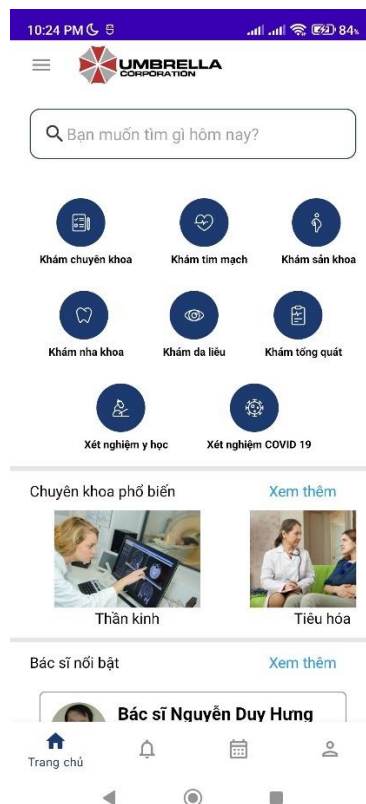 10:24 PM 84%
UMBRELLA
CORPORATION
Bạn muốn tìm gì hôm nay?
Khám chuyên khoa Khám tim mạch Khám sản khoa
Khám nha khoa Khám da liễu Khám tổng quát
Xét nghiệm y học Xét nghiệm COVID 19
Chuyên khoa phổ biến Xem thêm
Thần kinh Tiêu hóa
Bác sĩ nổi bật Xem thêm
Bác sĩ Nguyễn Duy Hưng
Trang chủ